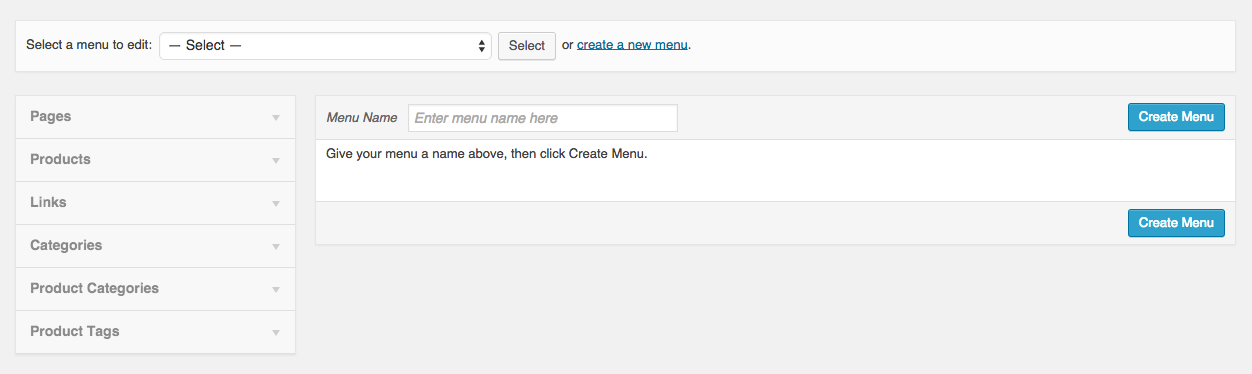 Select a menu to edit: — Select — Select or create a new menu.
Pages
Menu Name Enter menu name here Create Menu
Products
Give your menu a name above, then click Create Menu.
Links
Create Menu
Categories
Product Categories
Product Tags